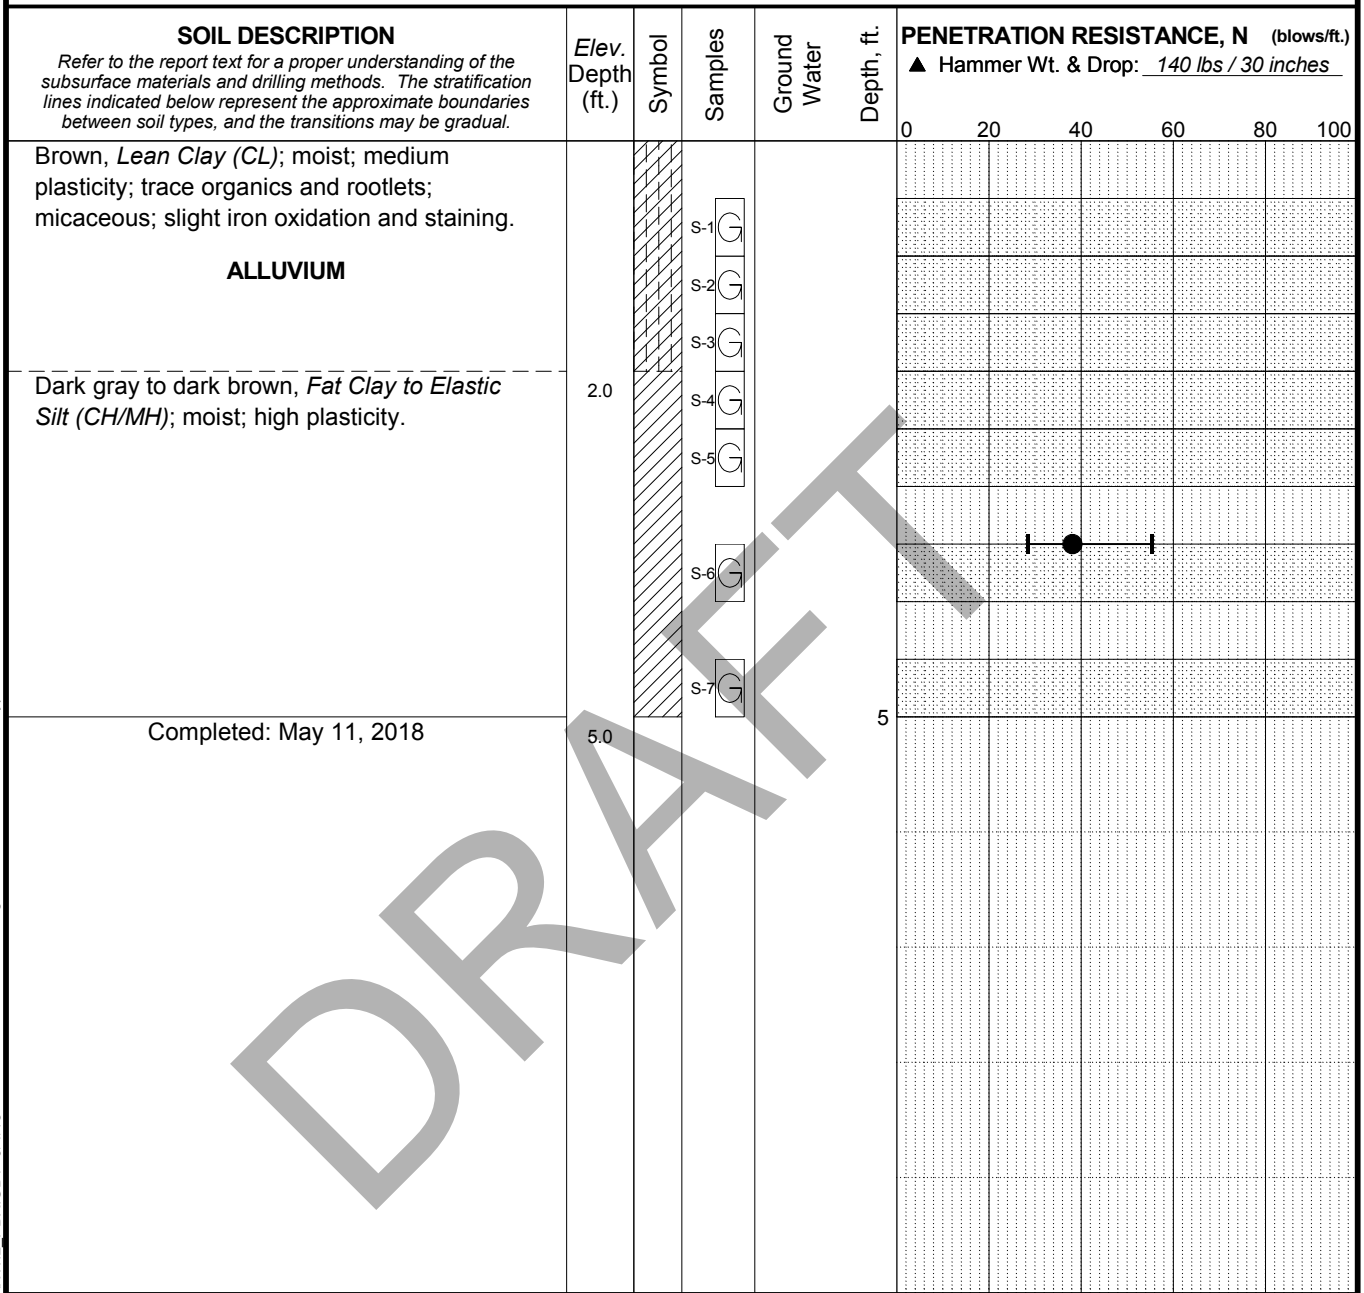 SOIL DESCRIPTION
Refer to the report text for a proper understanding of the
subsurface materials and drilling methods. The stratification
lines indicated below represent the approximate boundaries
between soil types, and the transitions may be gradual.
Elev.
Depth
(ft.)
Symbol
Samples
Ground
Water
Depth, ft.
PENETRATION RESISTANCE, N (blows/ft.)
▲ Hammer Wt. & Drop: 140 lbs / 30 inches
0 20 40 60 80 100
Brown, Lean Clay (CL); moist; medium
plasticity; trace organics and rootlets;
micaceous; slight iron oxidation and staining.
ALLUVIUM
S-1 G
S-2 G
S-3 G
Dark gray to dark brown, Fat Clay to Elastic
Silt (CH/MH); moist; high plasticity.
2.0
S-4 G
S-5 G
S-6 G
S-7 G
5
Completed: May 11, 2018
5.0
DRAFT